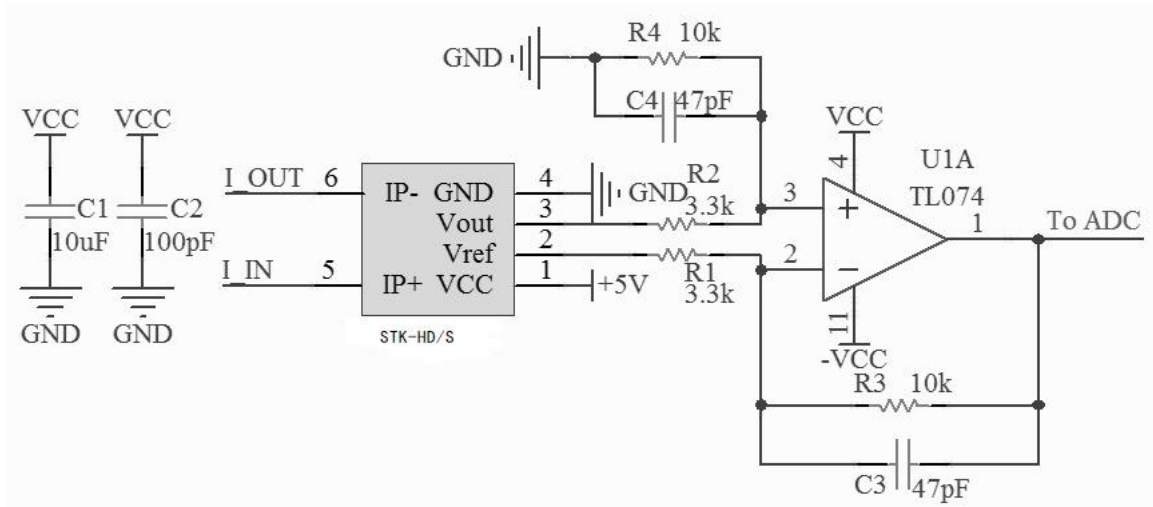 R4 10k
GND
C4 47pF
VCC
VCC
VCC
U1A
TL074
I_OUT 6
IP- GND 4
GND
R2
3.3k
Vout 3
Vref 2
R1
3.3k
I_IN 5
IP+ VCC 1
+5V
C1
10uF
C2
100pF
GND
GND
STK-HD/S
3
+
4
2
−
1
To ADC
11
-VCC
R3 10k
C3
47pF